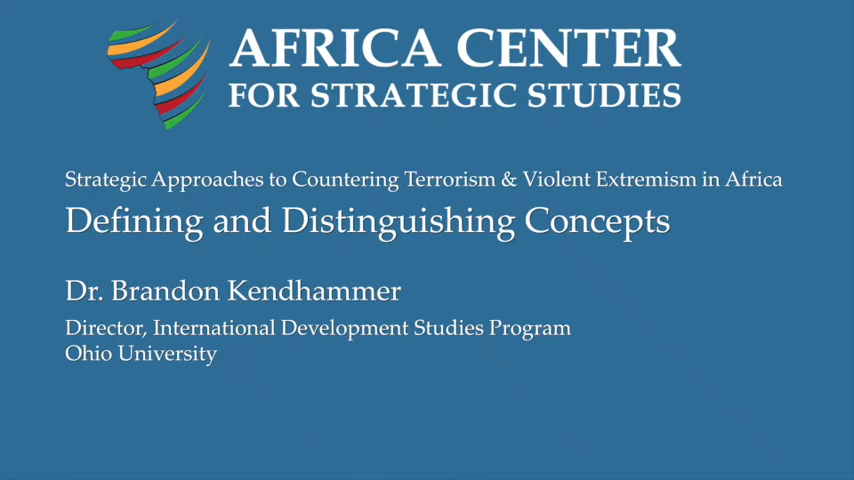 AFRICA CENTER
FOR STRATEGIC STUDIES
Strategic Approaches to Countering Terrorism & Violent Extremism in Africa
Defining and Distinguishing Concepts
Dr. Brandon Kendhammer
Director, International Development Studies Program
Ohio University